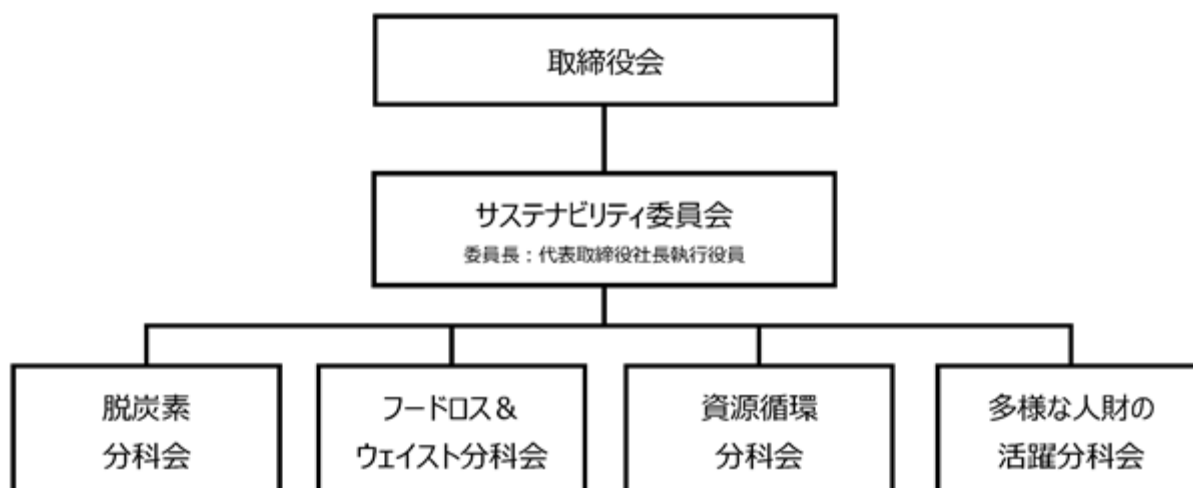 取締役会
サステナビリティ委員会
委員長：代表取締役社長執行役員
脱炭素
分科会
フードロス＆
ウェイスト分科会
資源循環
分科会
多様な人財の
活躍分科会